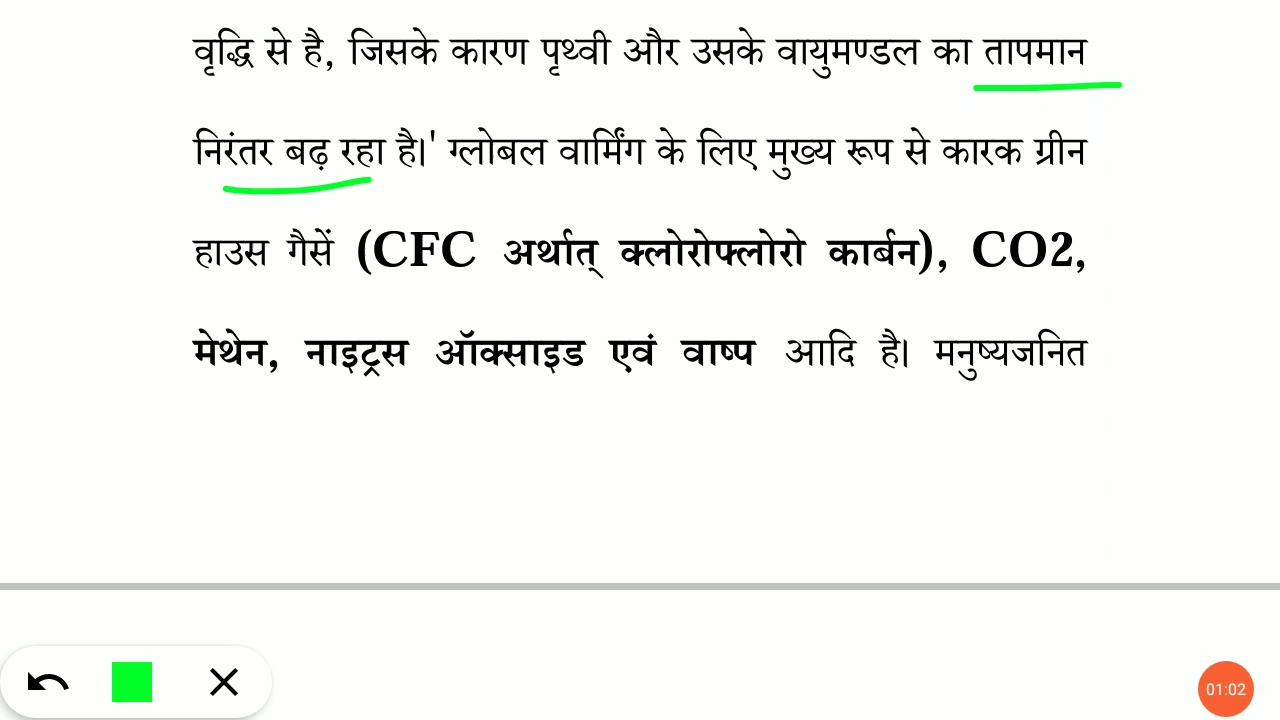 वृद्धि से है, जिसके कारण पृथ्वी और उसके वायुमण्डल का तापमान
निरंतर बढ़ रहा है।' ग्लोबल वार्मिंग के लिए मुख्य रूप से कारक ग्रीन
हाउस गैसें (CFC अर्थात् क्लोरोफ्लोरो कार्बन), CO2,
मेथेन, नाइट्रस ऑक्साइड एवं वाष्प आदि है। मनुष्यजनित
01:02